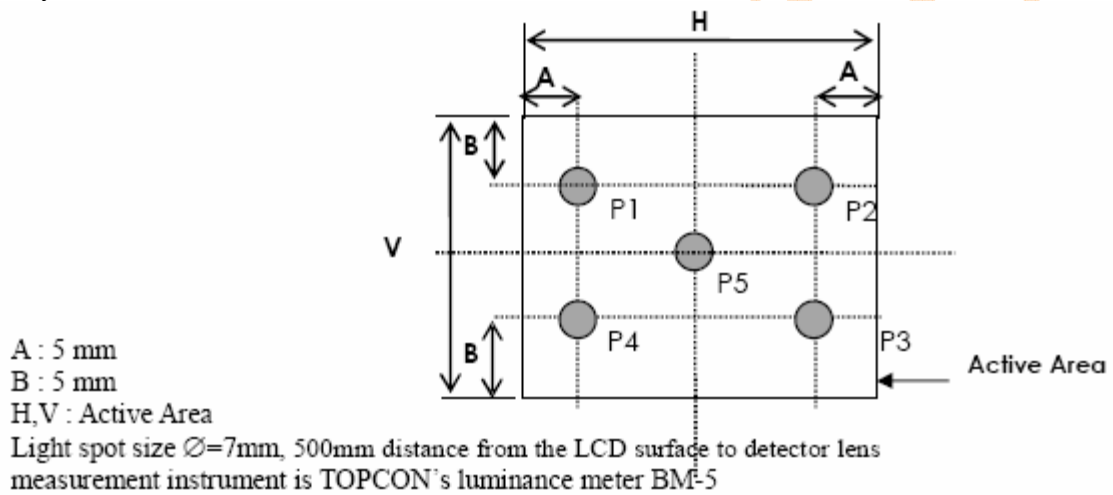 H
A
A
B
P1
P2
V
P5
B
P4
P3
A : 5 mm
B : 5 mm
H,V : Active Area
Active Area
Light spot size ∅=7mm, 500mm distance from the LCD surface to detector lens
measurement instrument is TOPCON's luminance meter BM-5